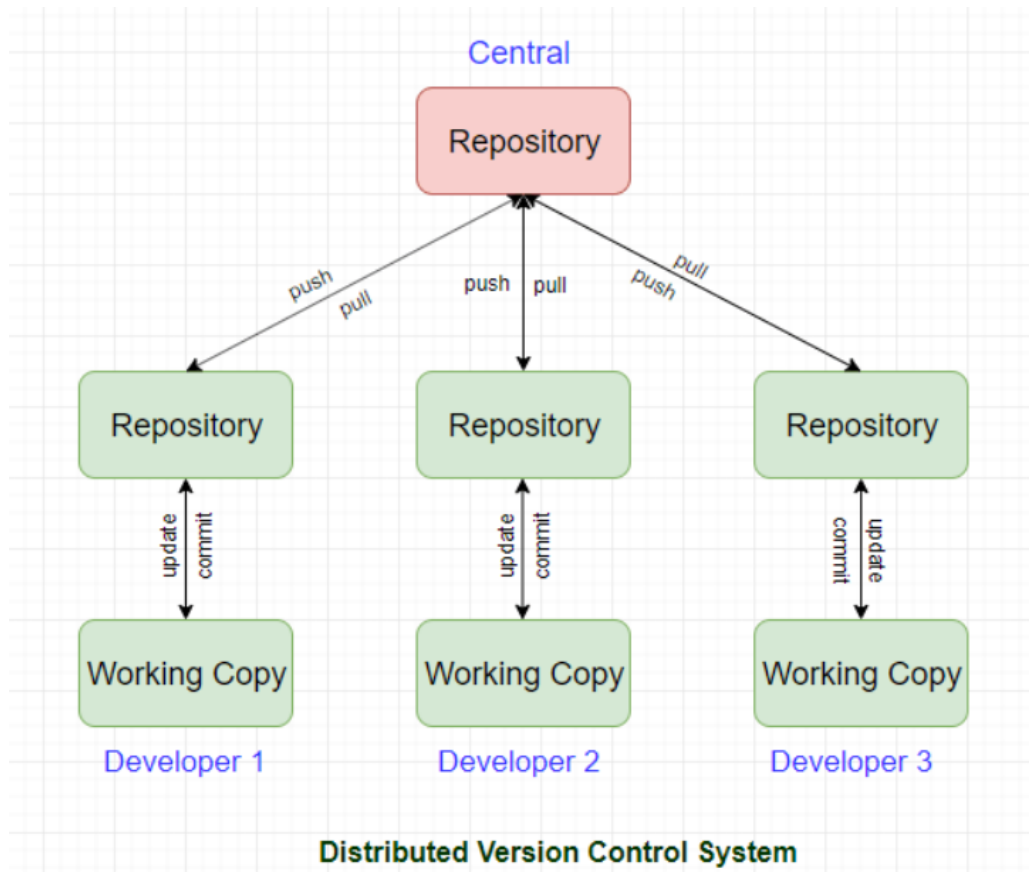 Central
Repository
push
pull
push
pull
pull
push
Repository
Repository
Repository
update
commit
update
commit
commit
update
Working Copy
Working Copy
Working Copy
Developer 1
Developer 2
Developer 3
Distributed Version Control System